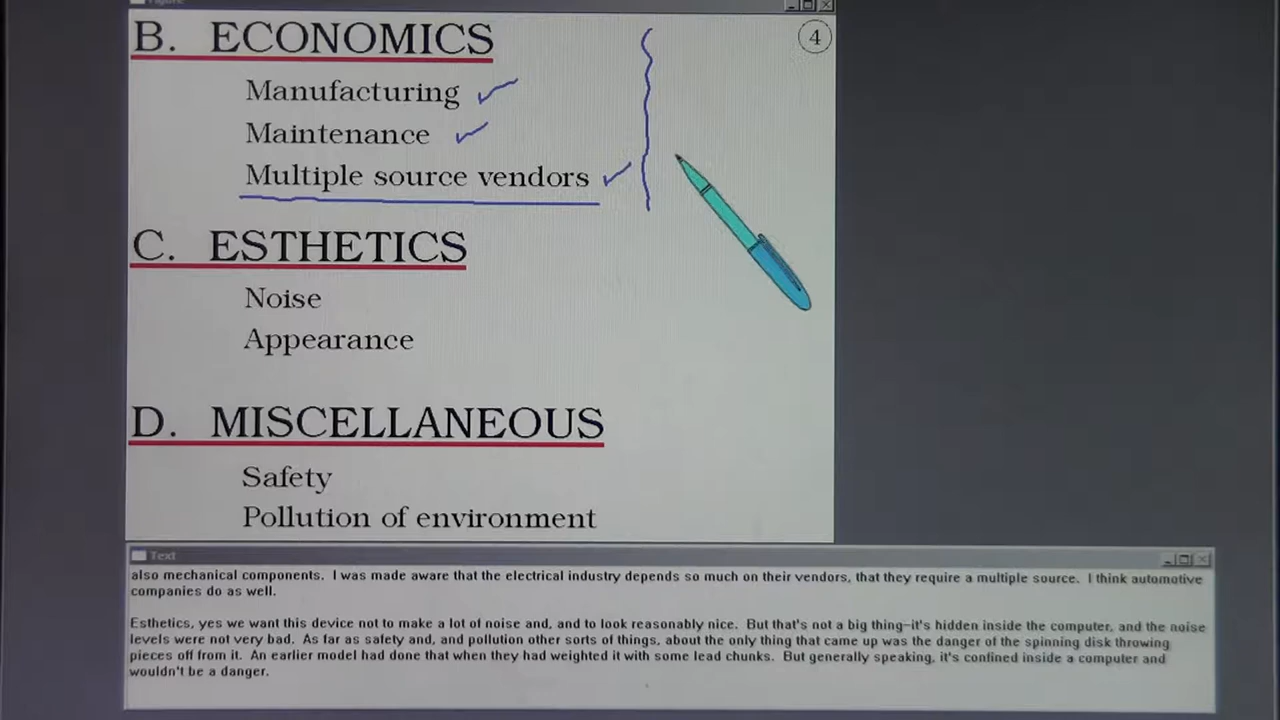 Figure
B. ECONOMICS
4
Manufacturing
Maintenance
Multiple source vendors
C. ESTHETICS
Noise
Appearance
D. MISCELLANEOUS
Safety
Pollution of environment
Text
also mechanical components. I was made aware that the electrical industry depends so much on their vendors, that they require a multiple source. I think automotive
companies do as well.
Esthetics, yes we want this device not to make a lot of noise and, and to look reasonably nice. But that's not a big thing—it's hidden inside the computer, and the noise
levels were not very bad. As far as safety and, and pollution other sorts of things, about the only thing that came up was the danger of the spinning disk throwing
pieces off from it. An earlier model had done that when they had weighted it with some lead chunks. But generally speaking, it's confined inside a computer and
wouldn't be a danger.